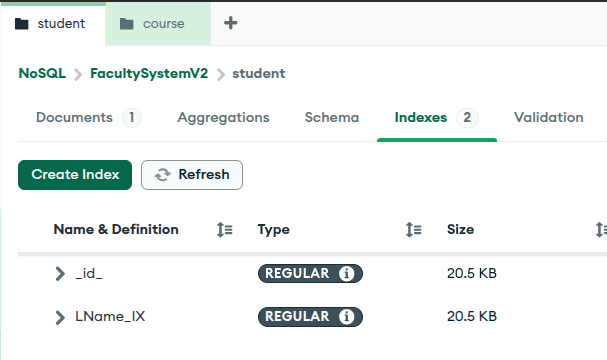 student course
NoSQL FacultySystemV2 student
Documents 1 Aggregations Schema Indexes 2 Validation
Create Index Refresh
Name & Definition Type Size
_id_ REGULAR 20.5 KB
LName_IX REGULAR 20.5 KB